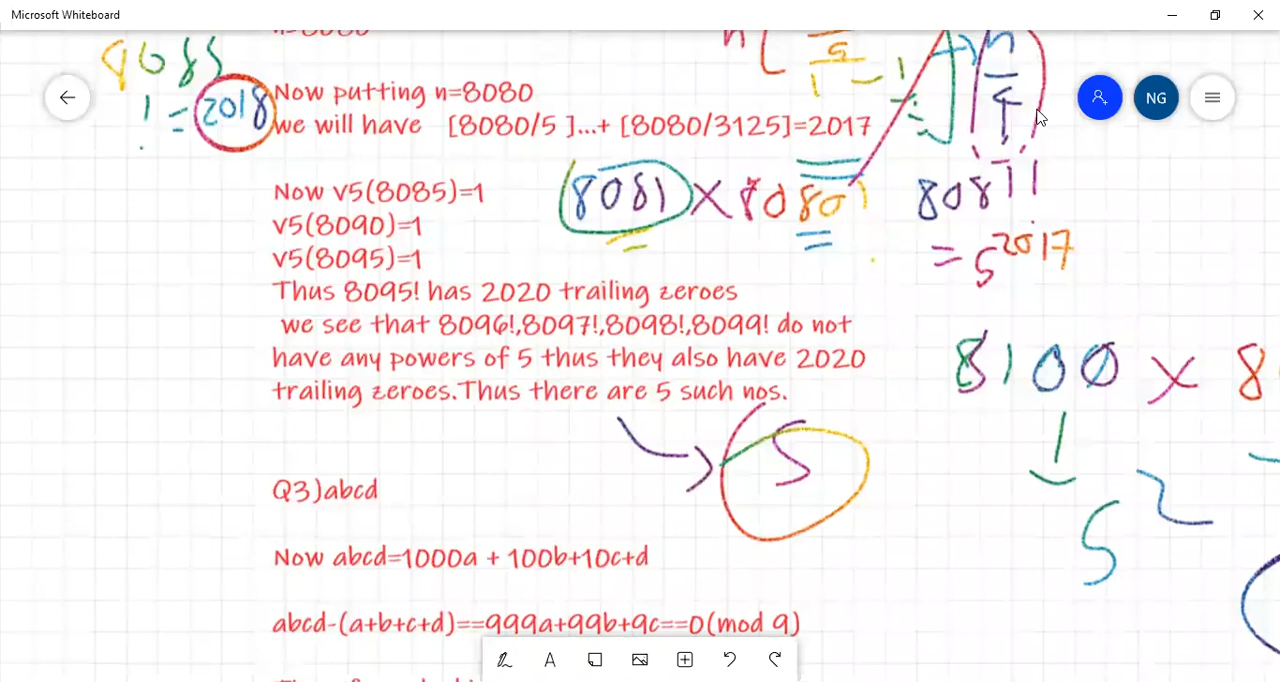 Microsoft Whiteboard
n=8080
8085
! = 2018
Now putting n=8080
we will have [8080/5 ]...+ [8080/3125]=2017
NG
8081 X 8080!
8081!
= 5^2017
Now v5(8085)=1
v5(8090)=1
v5(8095)=1
Thus 8095! has 2020 trailing zeroes
we see that 8096!,8097!,8098!,8099! do not
have any powers of 5 thus they also have 2020
trailing zeroes.Thus there are 5 such nos.
8100 X 8
5
2
5
Q3)abcd
Now abcd=1000a + 100b+10c+d
abcd-(a+b+c+d)==999a+99b+9c==0(mod 9)